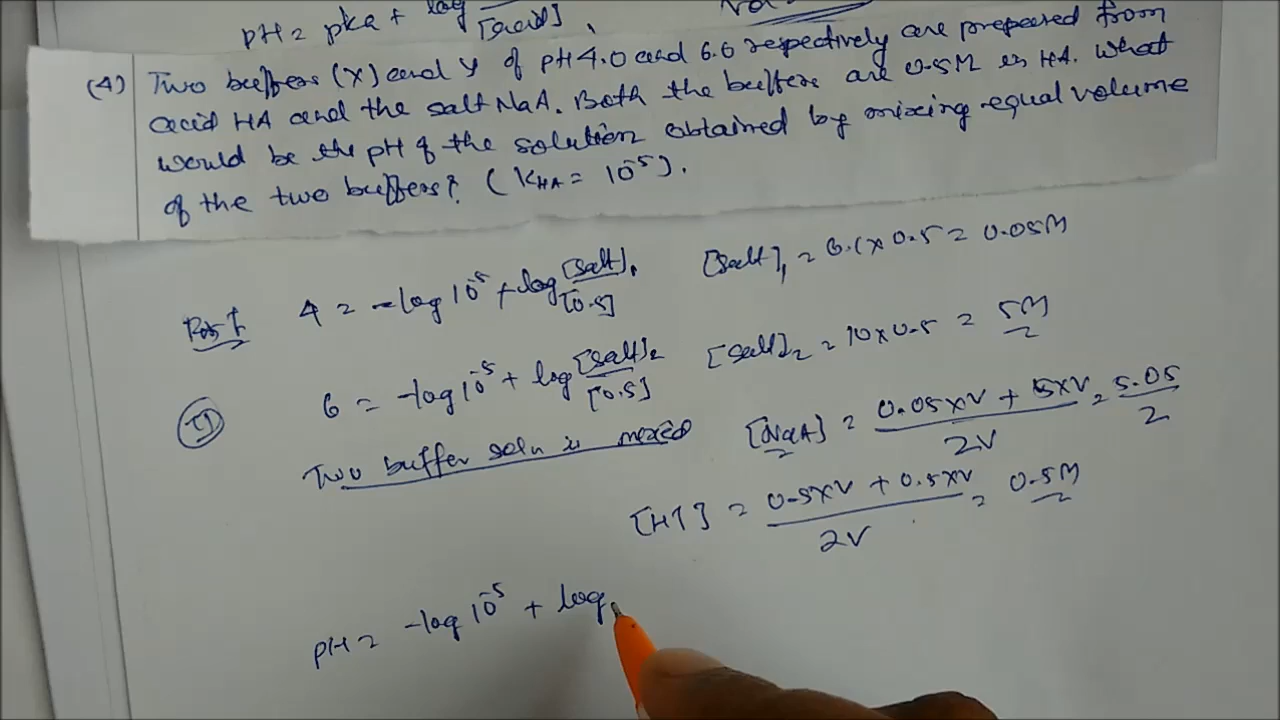 pH = pka + log
[acid]
(4) Two buffers (X) and y of pH 4.0 and 6.0 respectively are prepared from
acid HA and the salt NaA. Both the buffers are 0.5M in HA. what
would be the pH of the solution obtained by mixing equal volume
of the two buffers? (KHA = 10⁻⁵).
4 = -log 10⁻⁵ + log [salt]₁ / [0.5] [salt]₁ = 0.1 x 0.5 = 0.05M
6 = -log 10⁻⁵ + log [salt]₂ / [0.5] [salt]₂ = 10 x 0.5 = 5M
Two buffer soln is mixed [NaA] = 0.05xV + 5xV / 2V = 5.05 / 2
= 0.5xV + 0.5xV / 2V = 0.5M
pH = -log 10⁻⁵ + log